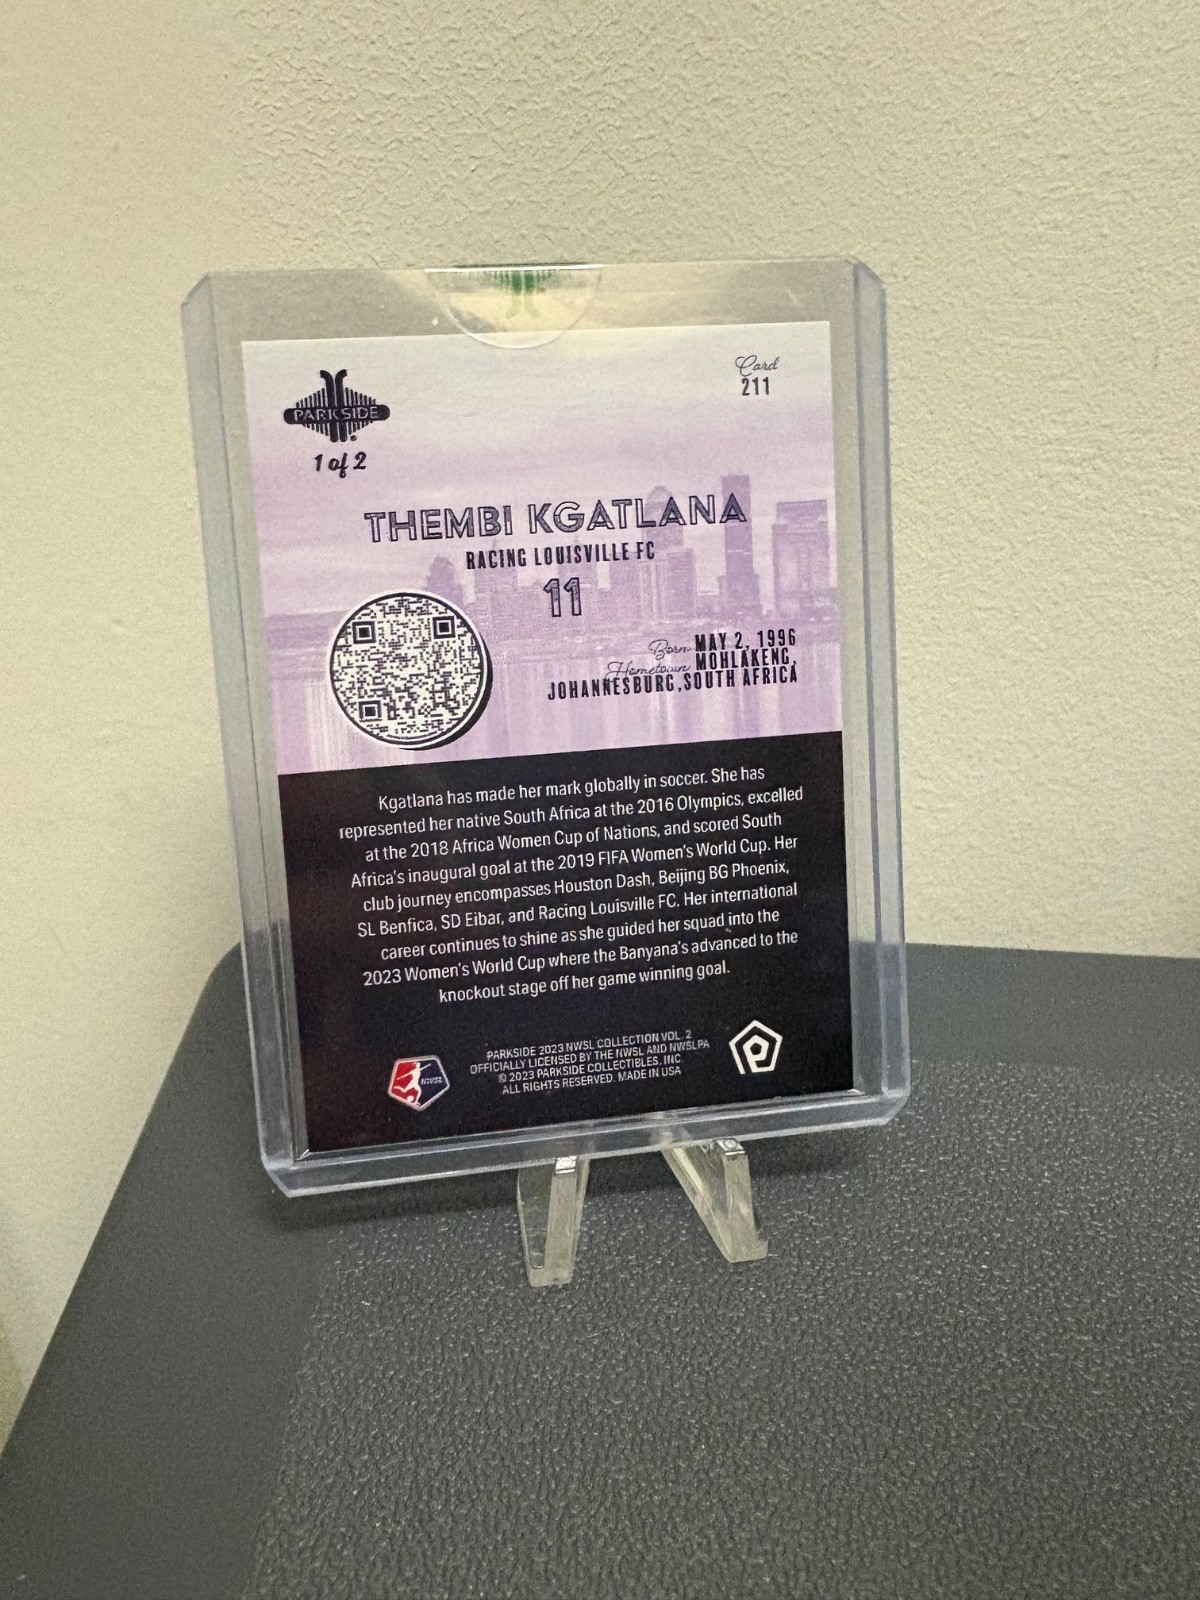 Card
211
PARKSIDE
1 of 2
THEMBI KGATLANA
RACING LOUISVILLE FC
11
Born MAY 2, 1996
Hometown MOHLAKENG,
JOHANNESBURG, SOUTH AFRICA
Kgatlana has made her mark globally in soccer. She has
represented her native South Africa at the 2016 Olympics, excelled
at the 2018 Africa Women Cup of Nations, and scored South
Africa's inaugural goal at the 2019 FIFA Women's World Cup. Her
club journey encompasses Houston Dash, Beijing BG Phoenix,
SL Benfica, SD Eibar, and Racing Louisville FC. Her international
career continues to shine as she guided her squad into the
2023 Women's World Cup where the Banyana's advanced to the
knockout stage off her game winning goal.
PARKSIDE 2023 NWSL COLLECTION VOL. 2
OFFICIALLY LICENSED BY THE NWSL AND NWSLPA
© 2023 PARKSIDE COLLECTIBLES, INC.
ALL RIGHTS RESERVED. MADE IN USA
NWSL